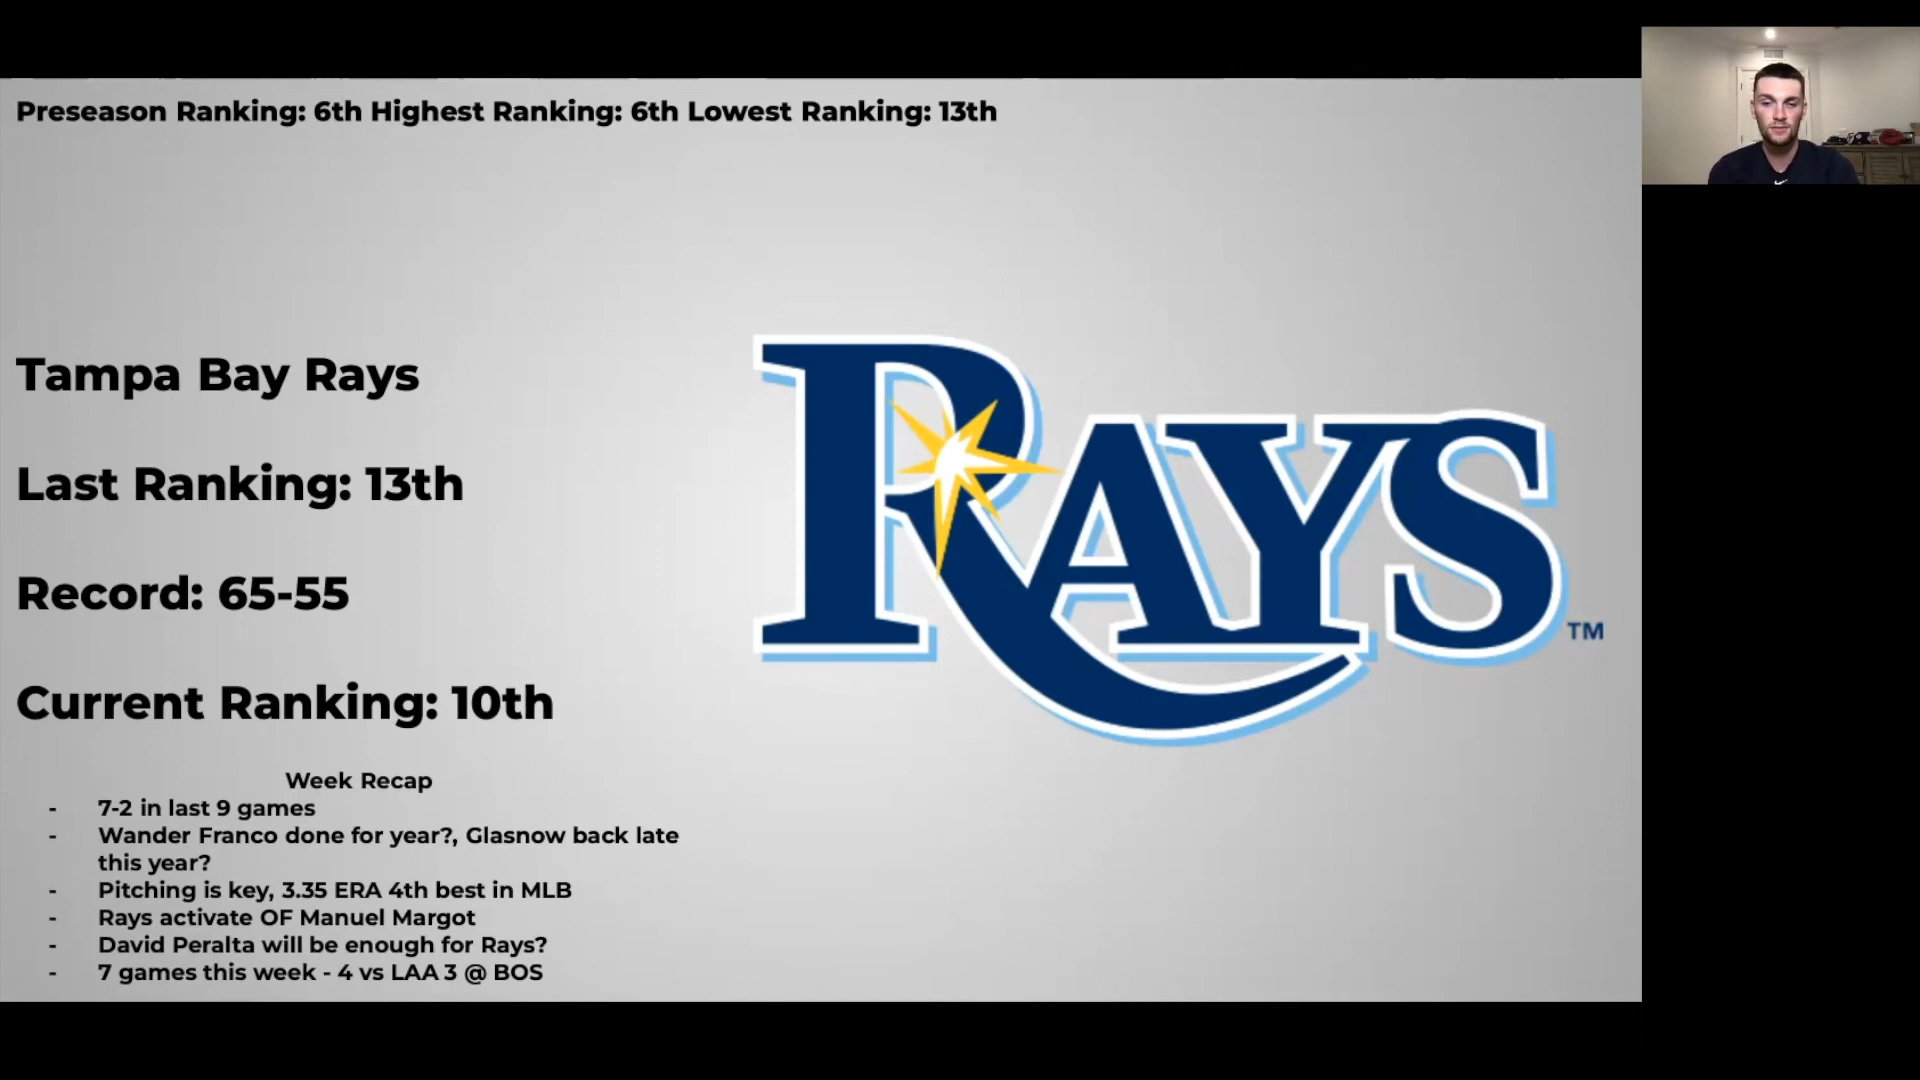 Preseason Ranking: 6th Highest Ranking: 6th Lowest Ranking: 13th
Tampa Bay Rays
Last Ranking: 13th
Record: 65-55
Current Ranking: 10th
Week Recap
- 7-2 in last 9 games
- Wander Franco done for year?, Glasnow back late
this year?
- Pitching is key, 3.35 ERA 4th best in MLB
- Rays activate OF Manuel Margot
- David Peralta will be enough for Rays?
- 7 games this week - 4 vs LAA 3 @ BOS
RAYS
TM